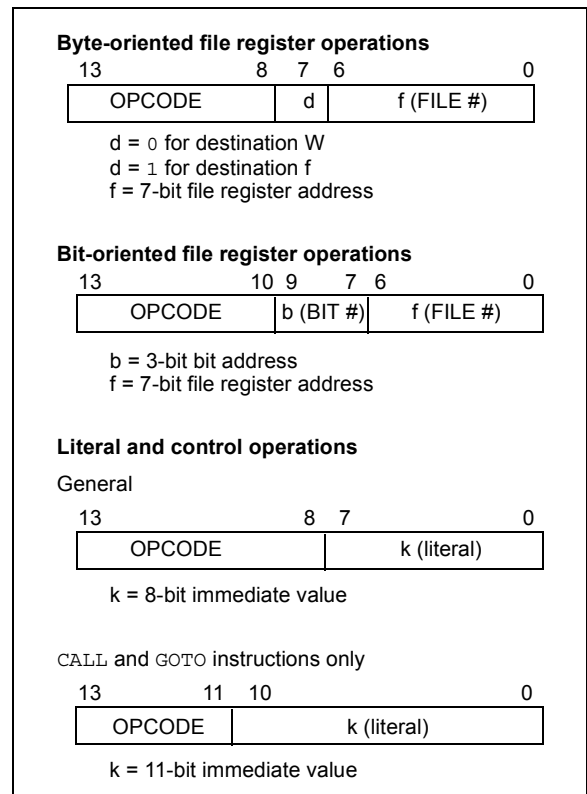 Byte-oriented file register operations
13 8 7 6 0
OPCODE d f (FILE #)
d = 0 for destination W
d = 1 for destination f
f = 7-bit file register address
Bit-oriented file register operations
13 10 9 7 6 0
OPCODE b (BIT #) f (FILE #)
b = 3-bit bit address
f = 7-bit file register address
Literal and control operations
General
13 8 7 0
OPCODE k (literal)
k = 8-bit immediate value
CALL and GOTO instructions only
13 11 10 0
OPCODE k (literal)
k = 11-bit immediate value